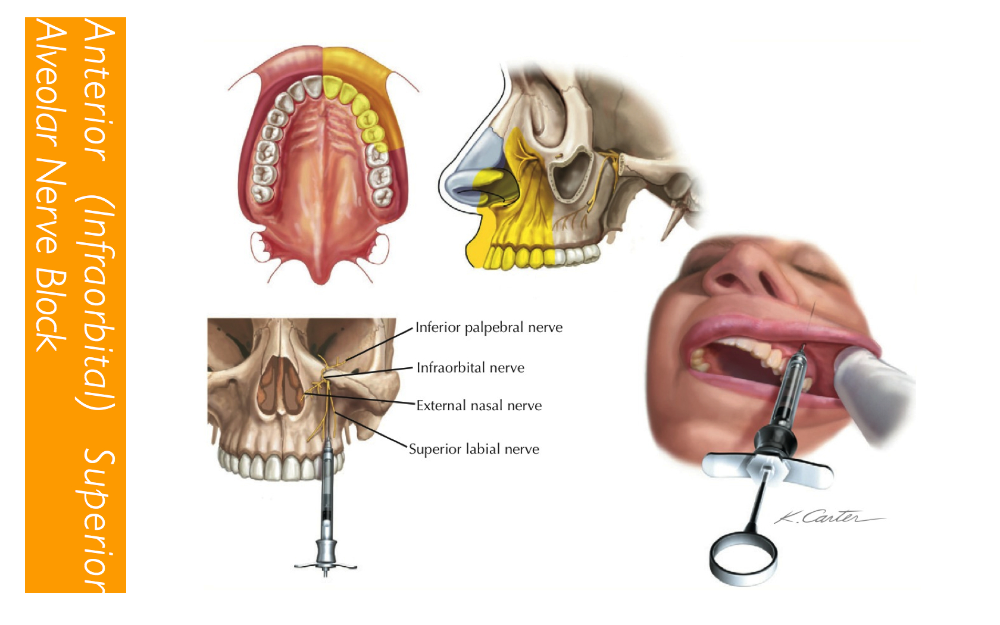 Anterior (Infraorbital) Superior
Alveolar Nerve Block
Inferior palpebral nerve
Infraorbital nerve
External nasal nerve
Superior labial nerve
K. Carter